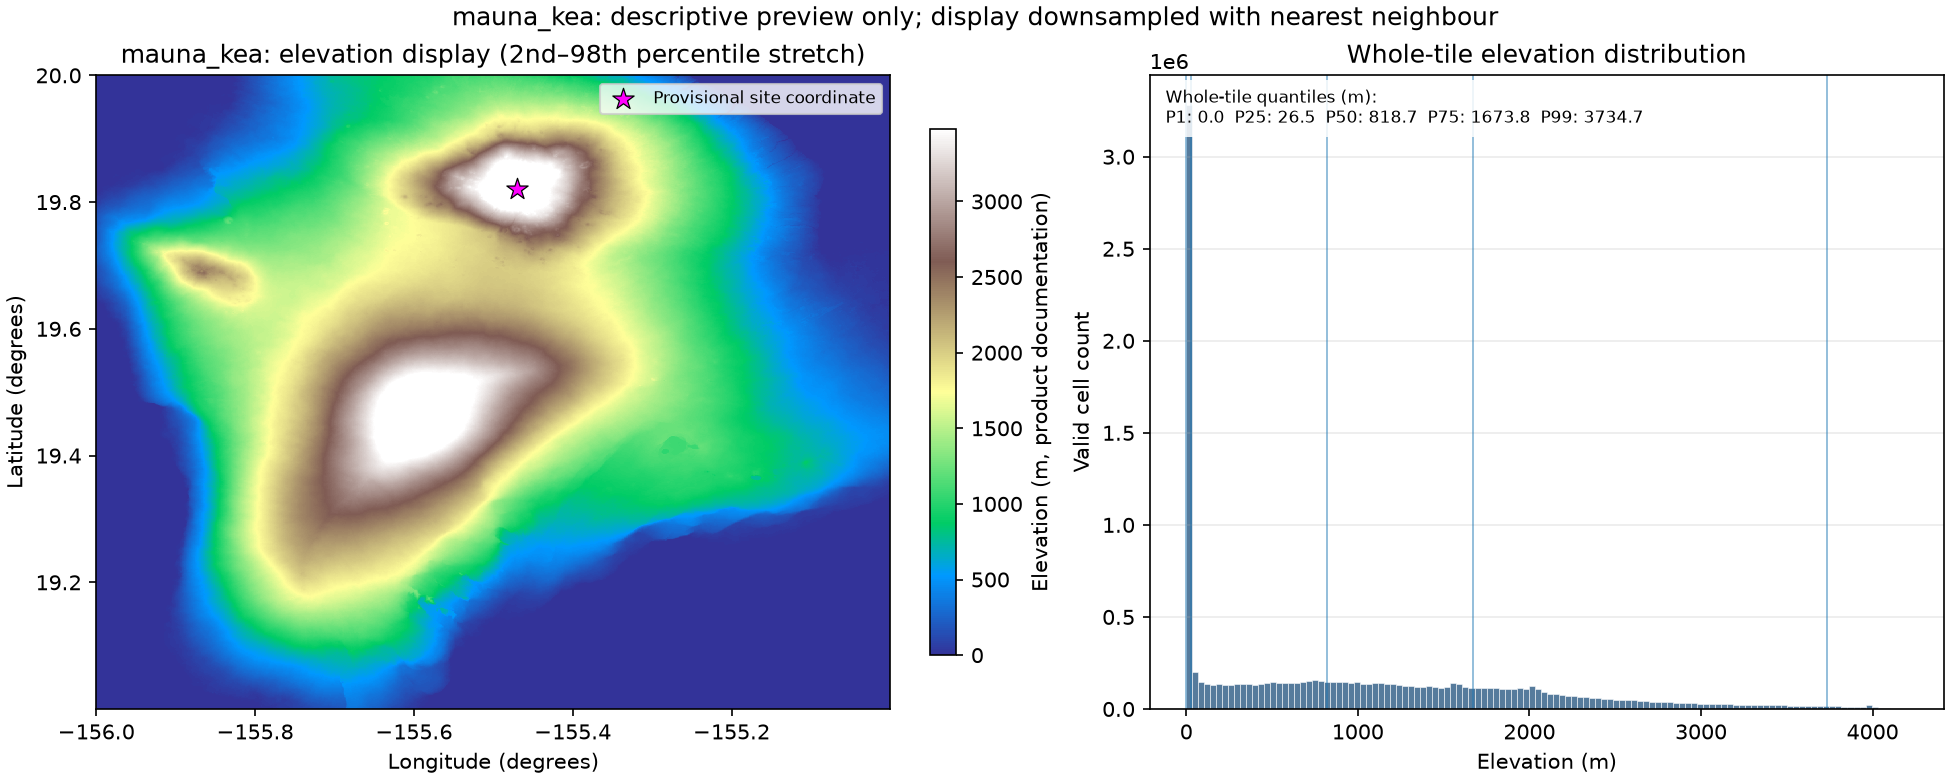 mauna_kea: descriptive preview only; display downsampled with nearest neighbour
mauna_kea: elevation display (2nd–98th percentile stretch)
Provisional site coordinate
20.0
19.8
19.6
19.4
19.2
Latitude (degrees)
−156.0
−155.8
−155.6
−155.4
−155.2
Longitude (degrees)
3000
2500
2000
1500
1000
500
0
Elevation (m, product documentation)
Whole-tile elevation distribution
1e6
Whole-tile quantiles (m):
P1: 0.0  P25: 26.5  P50: 818.7  P75: 1673.8  P99: 3734.7
3.0
2.5
2.0
1.5
1.0
0.5
0.0
Valid cell count
0
1000
2000
3000
4000
Elevation (m)